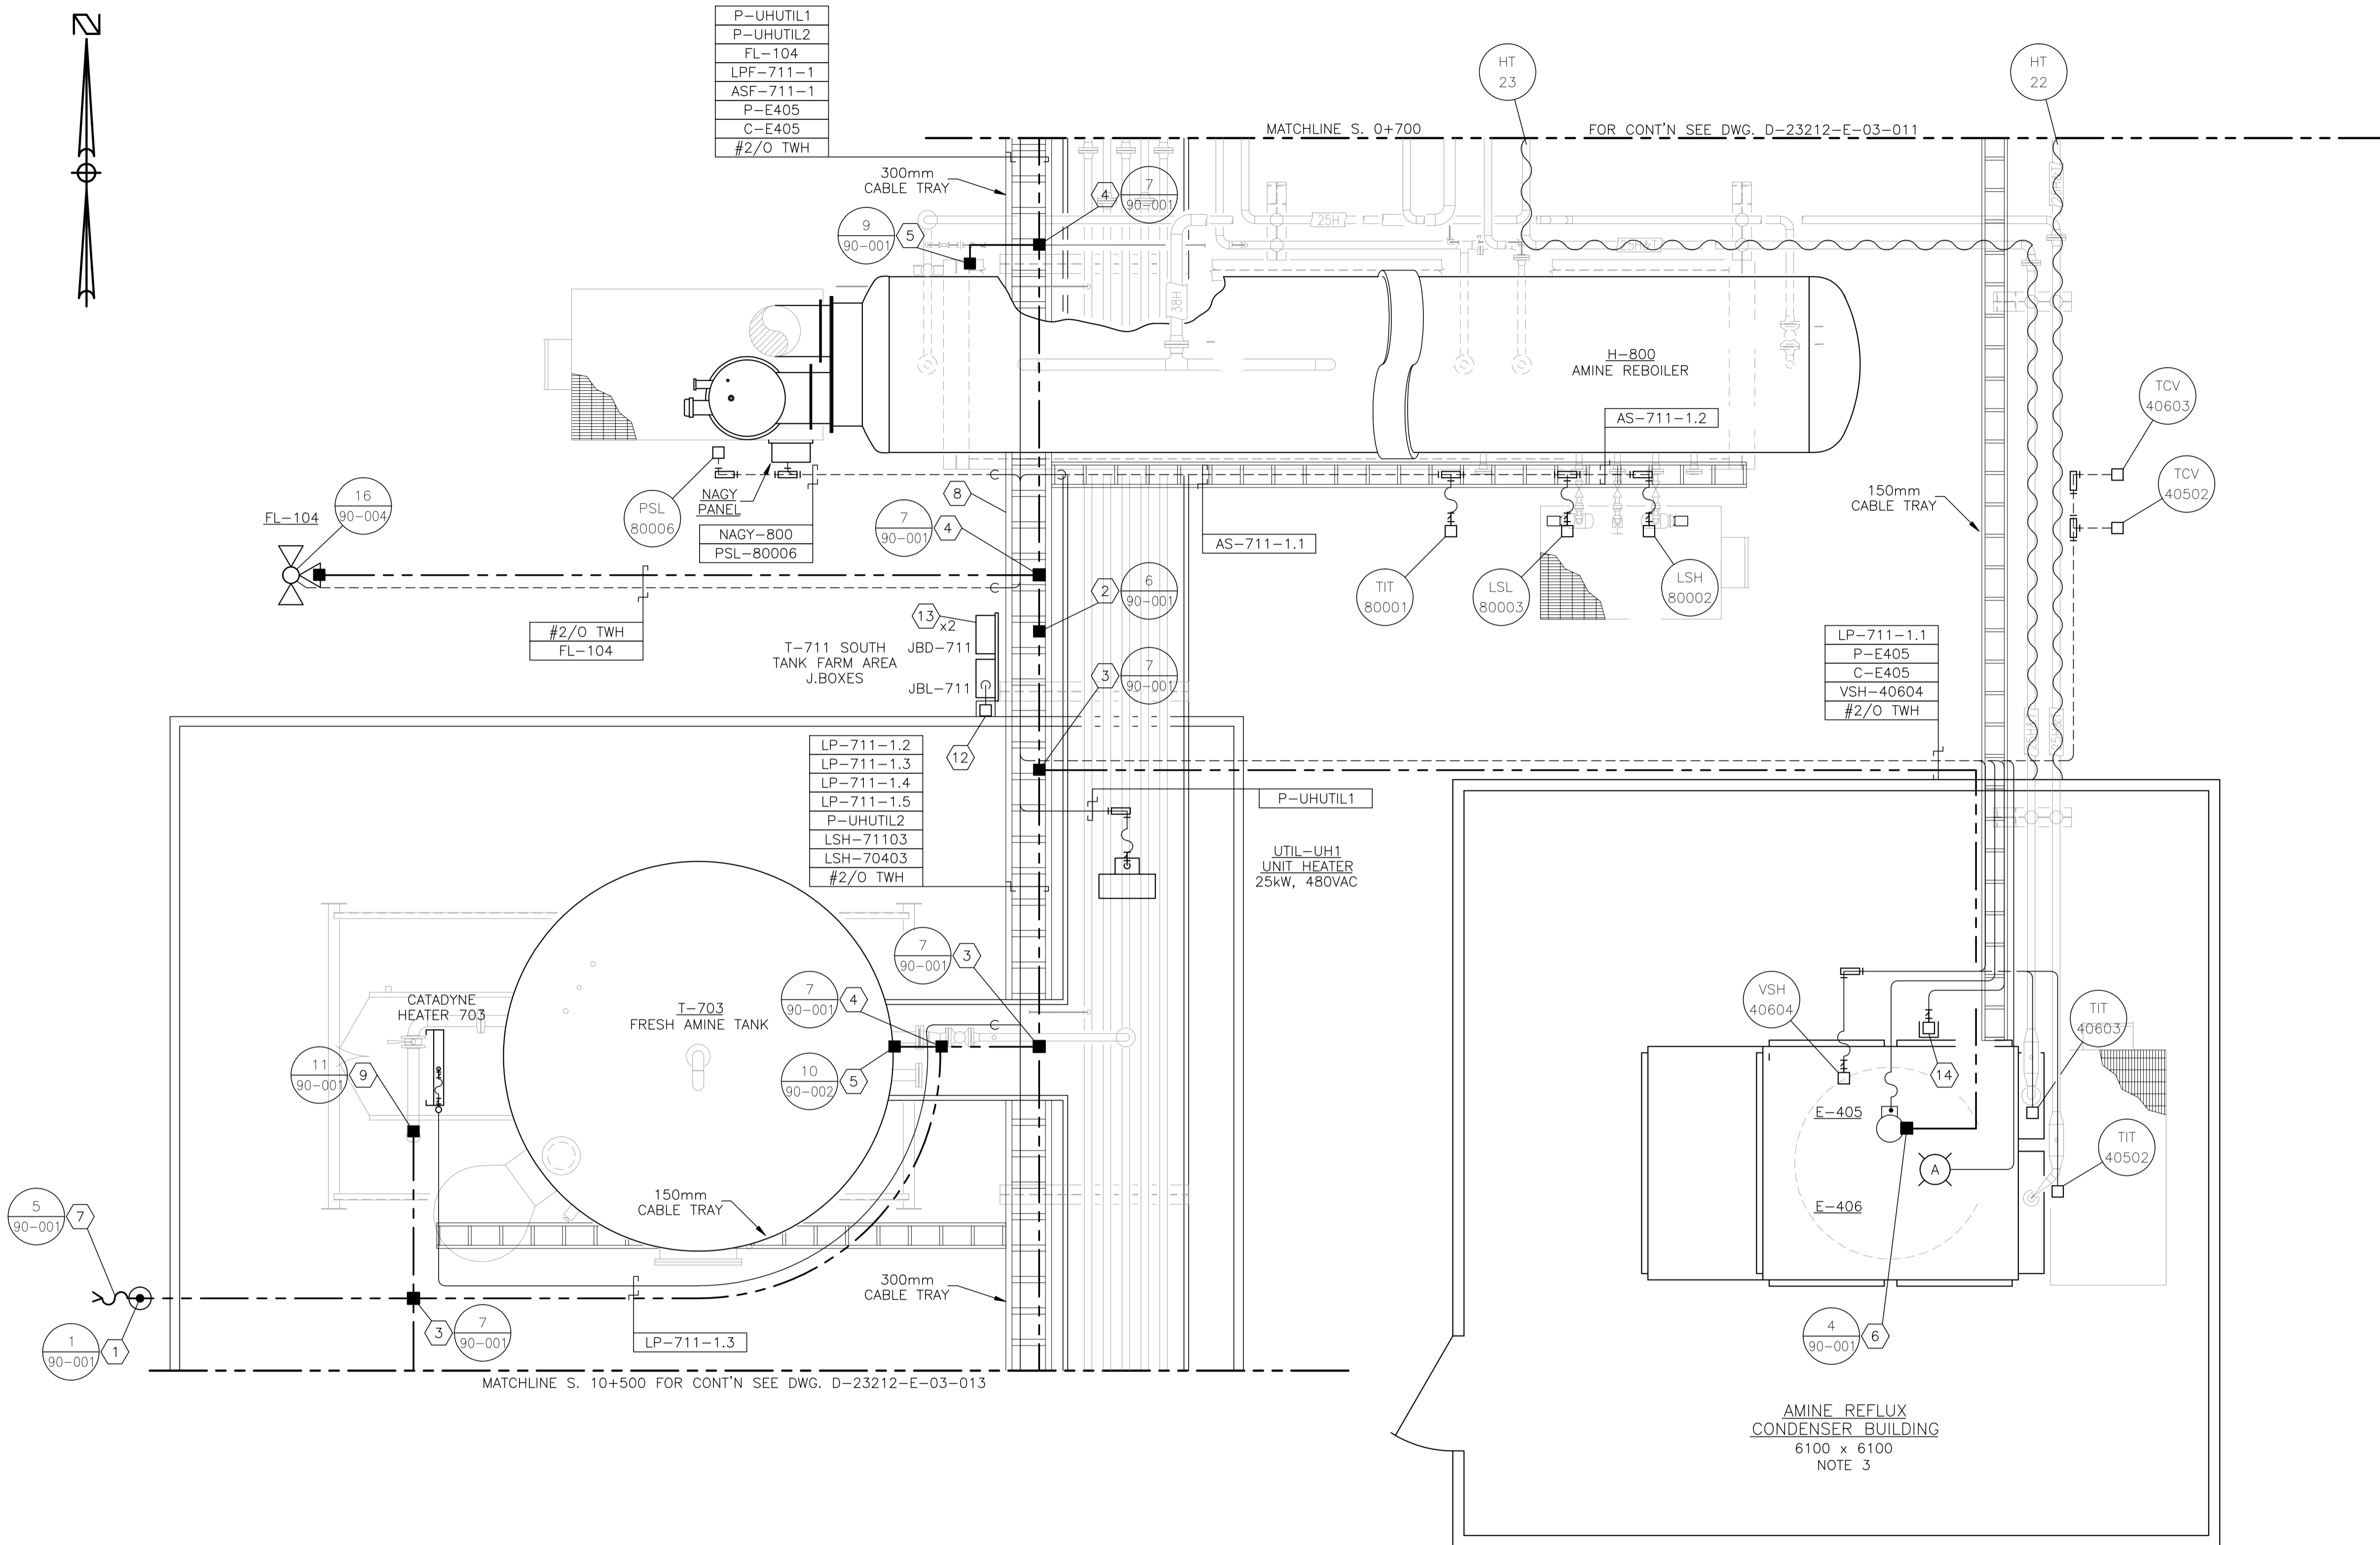 N
P-UHUTIL1
P-UHUTIL2
FL-104
LPF-711-1
ASF-711-1
P-E405
C-E405
#2/0 TWH
HT
23
HT
22
MATCHLINE S. 0+700
FOR CONT'N SEE DWG. D-23212-E-03-011
300mm
CABLE TRAY
4
7
90-001
9
90-001
5
25H
25H&T
25H&T
38H
H-800
AMINE REBOILER
AS-711-1.2
TCV
40603
TCV
40502
150mm
CABLE TRAY
FL-104
16
90-004
PSL
80006
NAGY
PANEL
NAGY-800
PSL-80006
8
7
90-001
4
AS-711-1.1
TIT
80001
LSL
80003
LSH
80002
#2/0 TWH
FL-104
2
6
90-001
13
x2
T-711 SOUTH
TANK FARM AREA
J.BOXES
JBD-711
JBL-711
3
7
90-001
12
LP-711-1.1
P-E405
C-E405
VSH-40604
#2/0 TWH
25H&T
25H&T
LP-711-1.2
LP-711-1.3
LP-711-1.4
LP-711-1.5
P-UHUTIL2
LSH-71103
LSH-70403
#2/0 TWH
P-UHUTIL1
UTIL-UH1
UNIT HEATER
25kW, 480VAC
7
90-001
3
CATADYNE
HEATER 703
T-703
FRESH AMINE TANK
7
90-001
4
10
90-002
5
11
90-001
9
VSH
40604
TIT
40603
14
E-405
TIT
40502
A
E-406
150mm
CABLE TRAY
5
90-001
7
300mm
CABLE TRAY
1
90-001
1
3
7
90-001
LP-711-1.3
4
90-001
6
MATCHLINE S. 10+500 FOR CONT'N SEE DWG. D-23212-E-03-013
AMINE REFLUX
CONDENSER BUILDING
6100 x 6100
NOTE 3